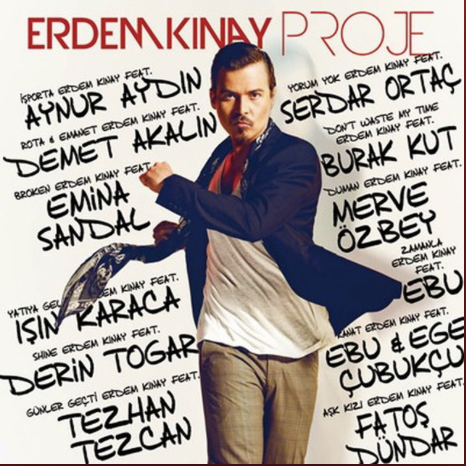 ERDEM KINAY PROJE
İSPORTA ERDEM KINAY FEAT.
AYNUR AYDIN
ROTA & EMANET ERDEM KINAY FEAT.
DEMET AKALIN
BROKEN ERDEM KINAY FEAT.
EMINA
SANDAL
YATIYA GEL KINAY FEAT.
IŞIN KARACA
SHINE ERDEM KINAY FEAT.
DERİN TOGAR
GÜNLER GEÇTİ ERDEM KINAY FEAT.
TEZHAN
TEZCAN
YORUM YOK ERDEM KINAY FEAT.
SERDAR ORTAÇ
DON'T WASTE MY TIME
ERDEM KINAY FEAT.
BURAK KUT
DUMAN ERDEM KINAY FEAT.
MERVE
ÖZBEY
ZAMANLA
ERDEM KINAY
FEAT.
EBU
KANAT ERDEM KINAY FEAT.
EBU & EGE
ÇUBUKÇU
AŞK KIZI ERDEM KINAY FEAT.
FATOŞ
DÜNDAR